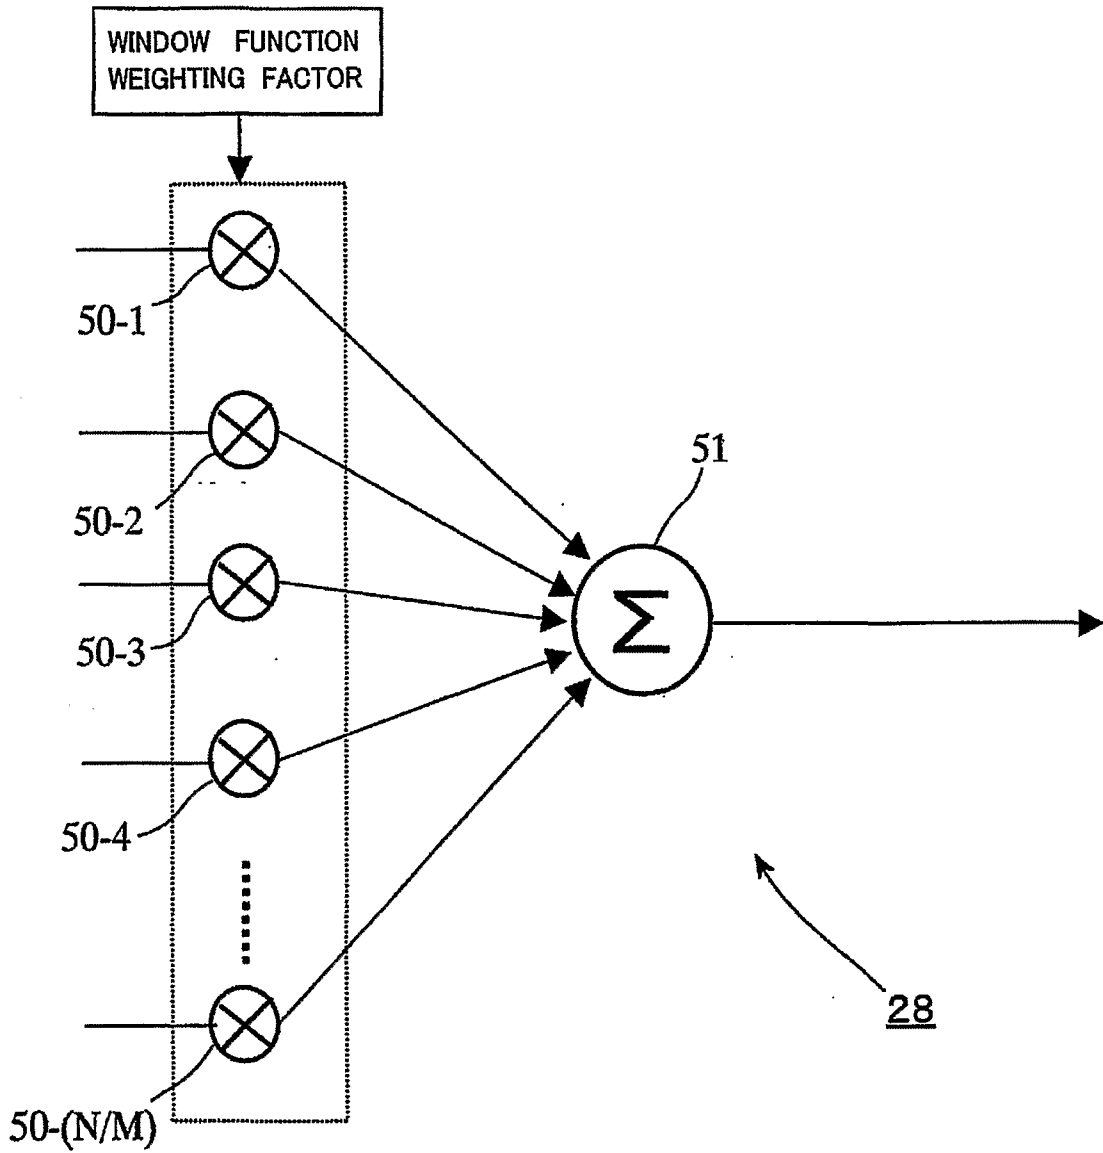 WINDOW FUNCTION
WEIGHTING FACTOR
50-1
50-2
51
50-3
Σ
50-4
28
50-(N/M)